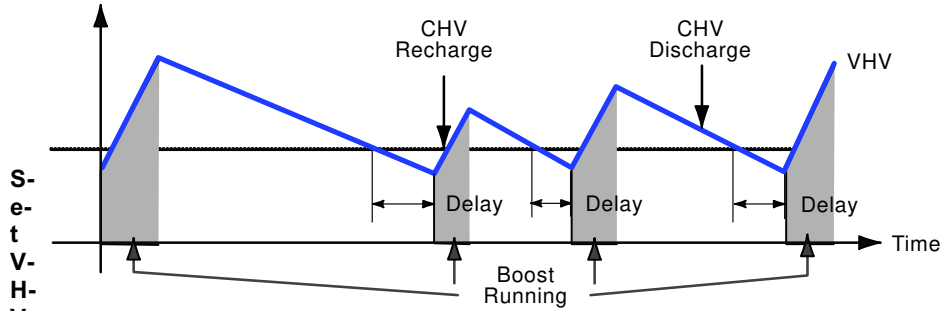 CHV
Recharge
CHV
Discharge
VHV
S-
e-
t
V-
H-
Delay
Delay
Delay
Time
Boost
Running